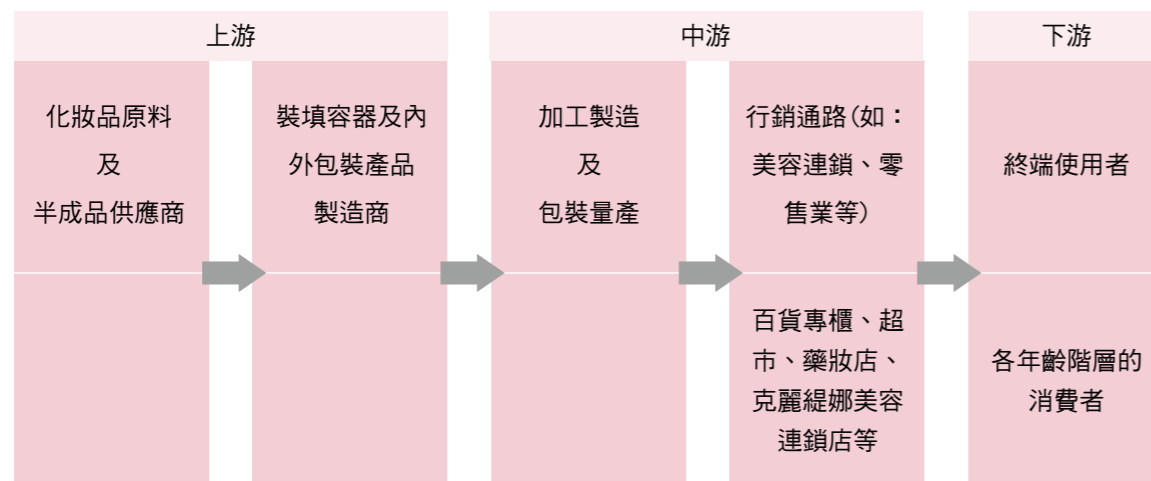 上游
中游
下游
化妝品原料
及
半成品供應商
裝填容器及內
外包裝產品
製造商
加工製造
及
包裝量產
行銷通路(如：
美容連鎖、零
售業等)
終端使用者
百貨專櫃、超
市、藥妝店、
克麗緹娜美容
連鎖店等
各年齡階層的
消費者